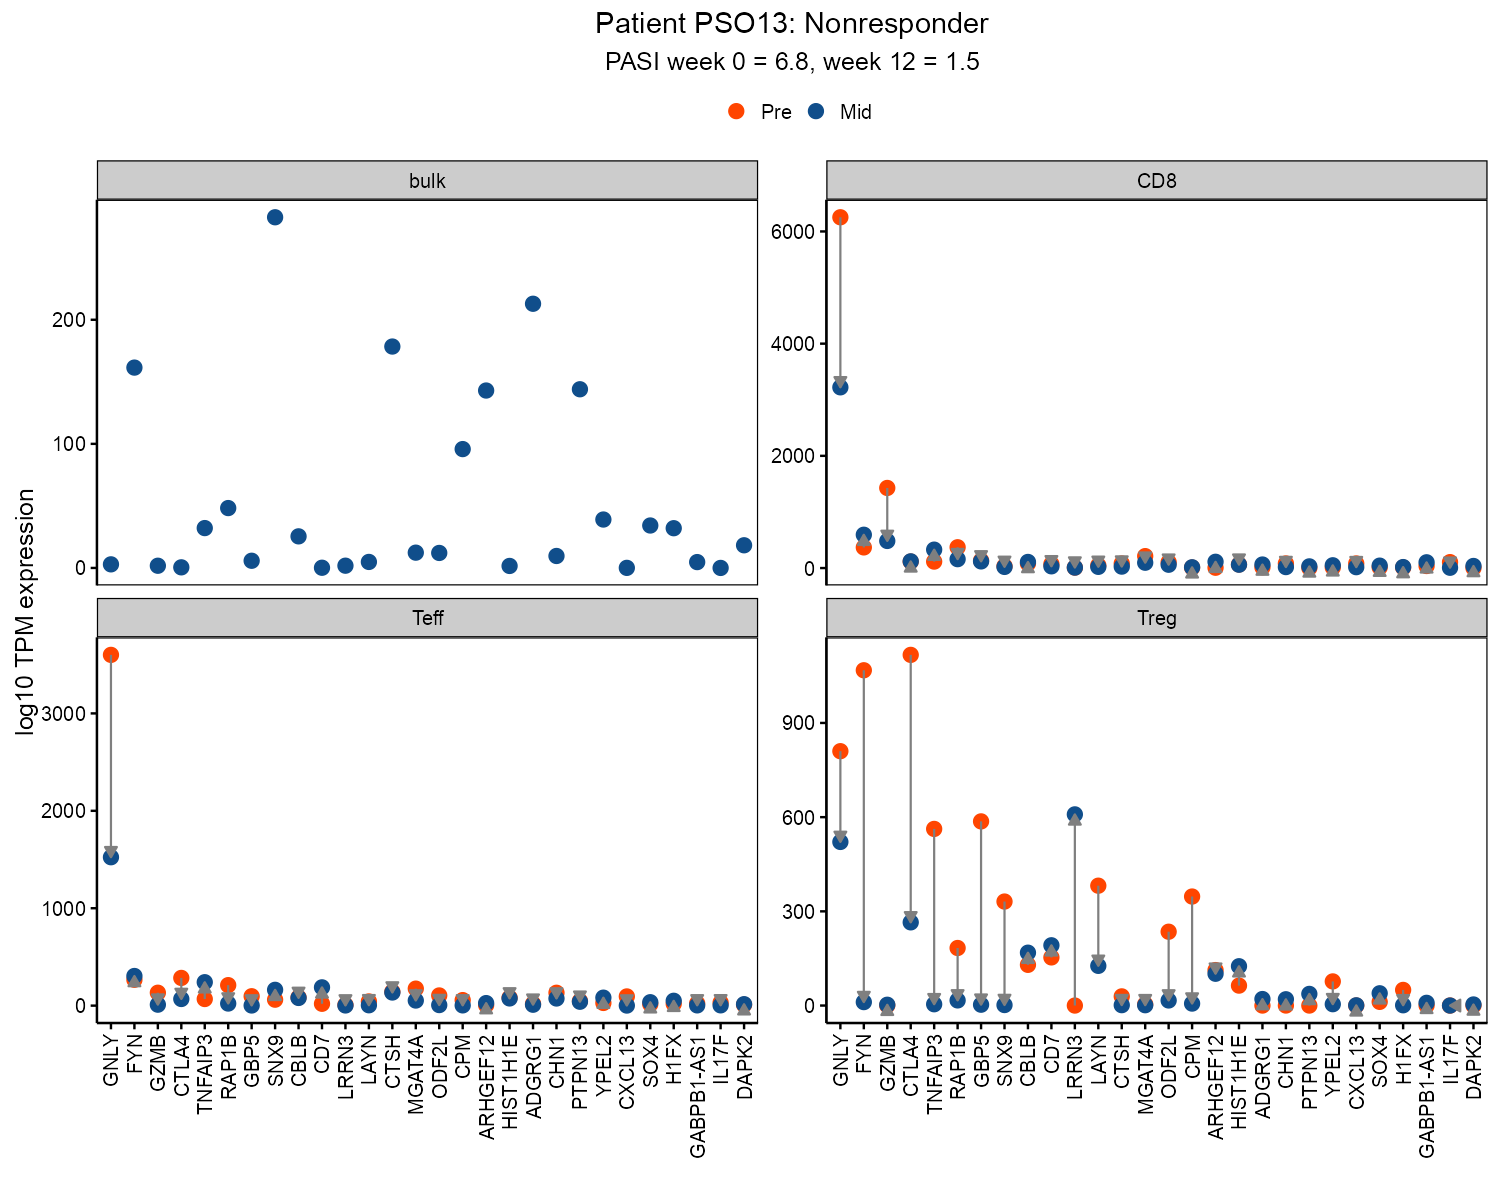 Patient PSO13: Nonresponder
PASI week 0 = 6.8, week 12 = 1.5
Pre Mid
bulk
CD8
log10 TPM expression
200
100
0
6000
4000
2000
0
Teff
Treg
3000
2000
1000
0
900
600
300
0
GNLY
FYN
GZMB
CTLA4
TNFAIP3
RAP1B
GBP5
SNX9
CBLB
CD7
LRRN3
LAYN
CTSH
MGAT4A
ODF2L
CPM
ARHGEF12
HIST1H1E
ADGRG1
CHN1
PTPN13
YPEL2
CXCL13
SOX4
H1FX
GABPB1-AS1
IL17F
DAPK2
GNLY
FYN
GZMB
CTLA4
TNFAIP3
RAP1B
GBP5
SNX9
CBLB
CD7
LRRN3
LAYN
CTSH
MGAT4A
ODF2L
CPM
ARHGEF12
HIST1H1E
ADGRG1
CHN1
PTPN13
YPEL2
CXCL13
SOX4
H1FX
GABPB1-AS1
IL17F
DAPK2